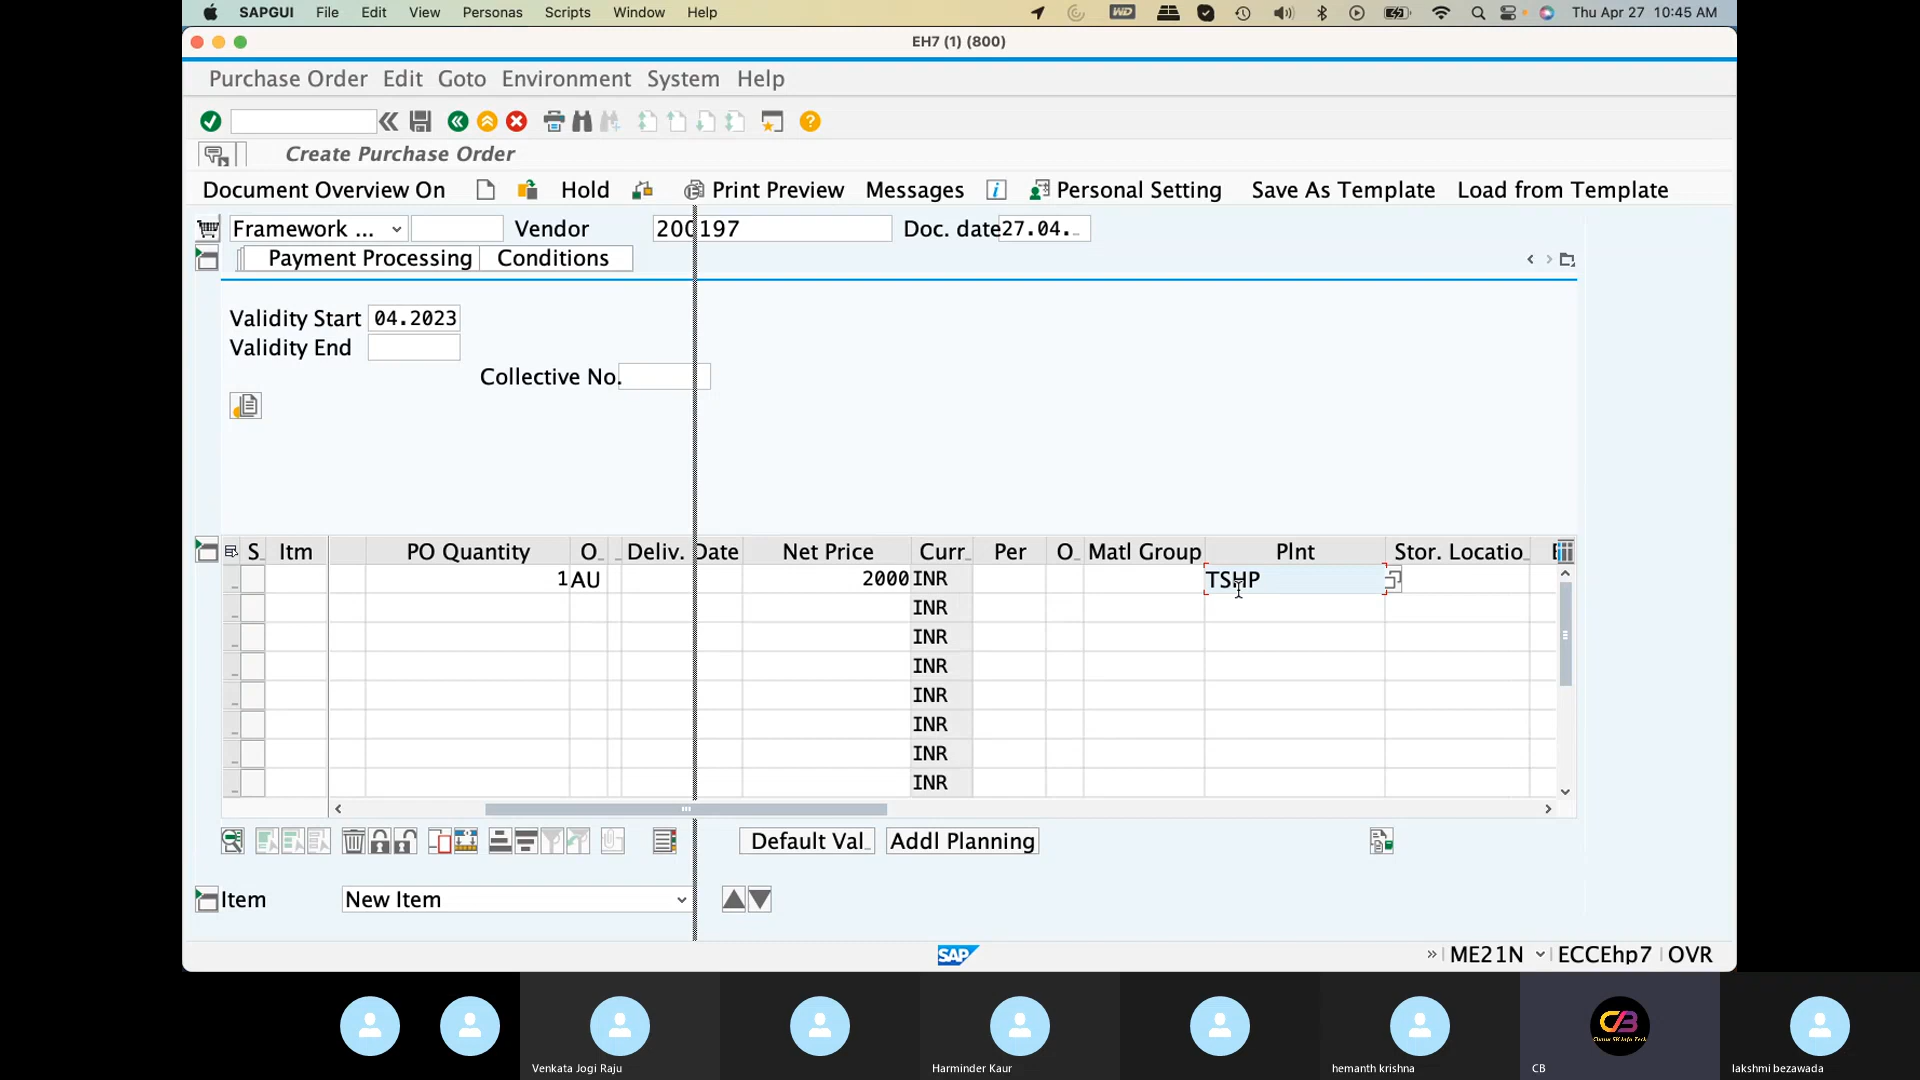 SAPGUI File Edit View Personas Scripts Window Help WD Thu Apr 27 10:45 AM
EH7 (1) (800)
Purchase Order Edit Goto Environment System Help
Create Purchase Order
Document Overview On Hold Print Preview Messages Personal Setting Save As Template Load from Template
Framework ... Vendor 200197 Doc. date 27.04.
Payment Processing Conditions
Validity Start 04.2023
Validity End
Collective No.
S Itm PO Quantity O Deliv. Date Net Price Curr Per O Matl Group Plnt Stor. Locatio
1 AU 2000 INR TSHP
INR
INR
INR
INR
INR
INR
INR
Default Val Addl Planning
Item New Item
SAP ME21N ECCEhp7 OVR
CB
Venkata Jogi Raju Harminder Kaur hemanth krishna CB lakshmi bezawada